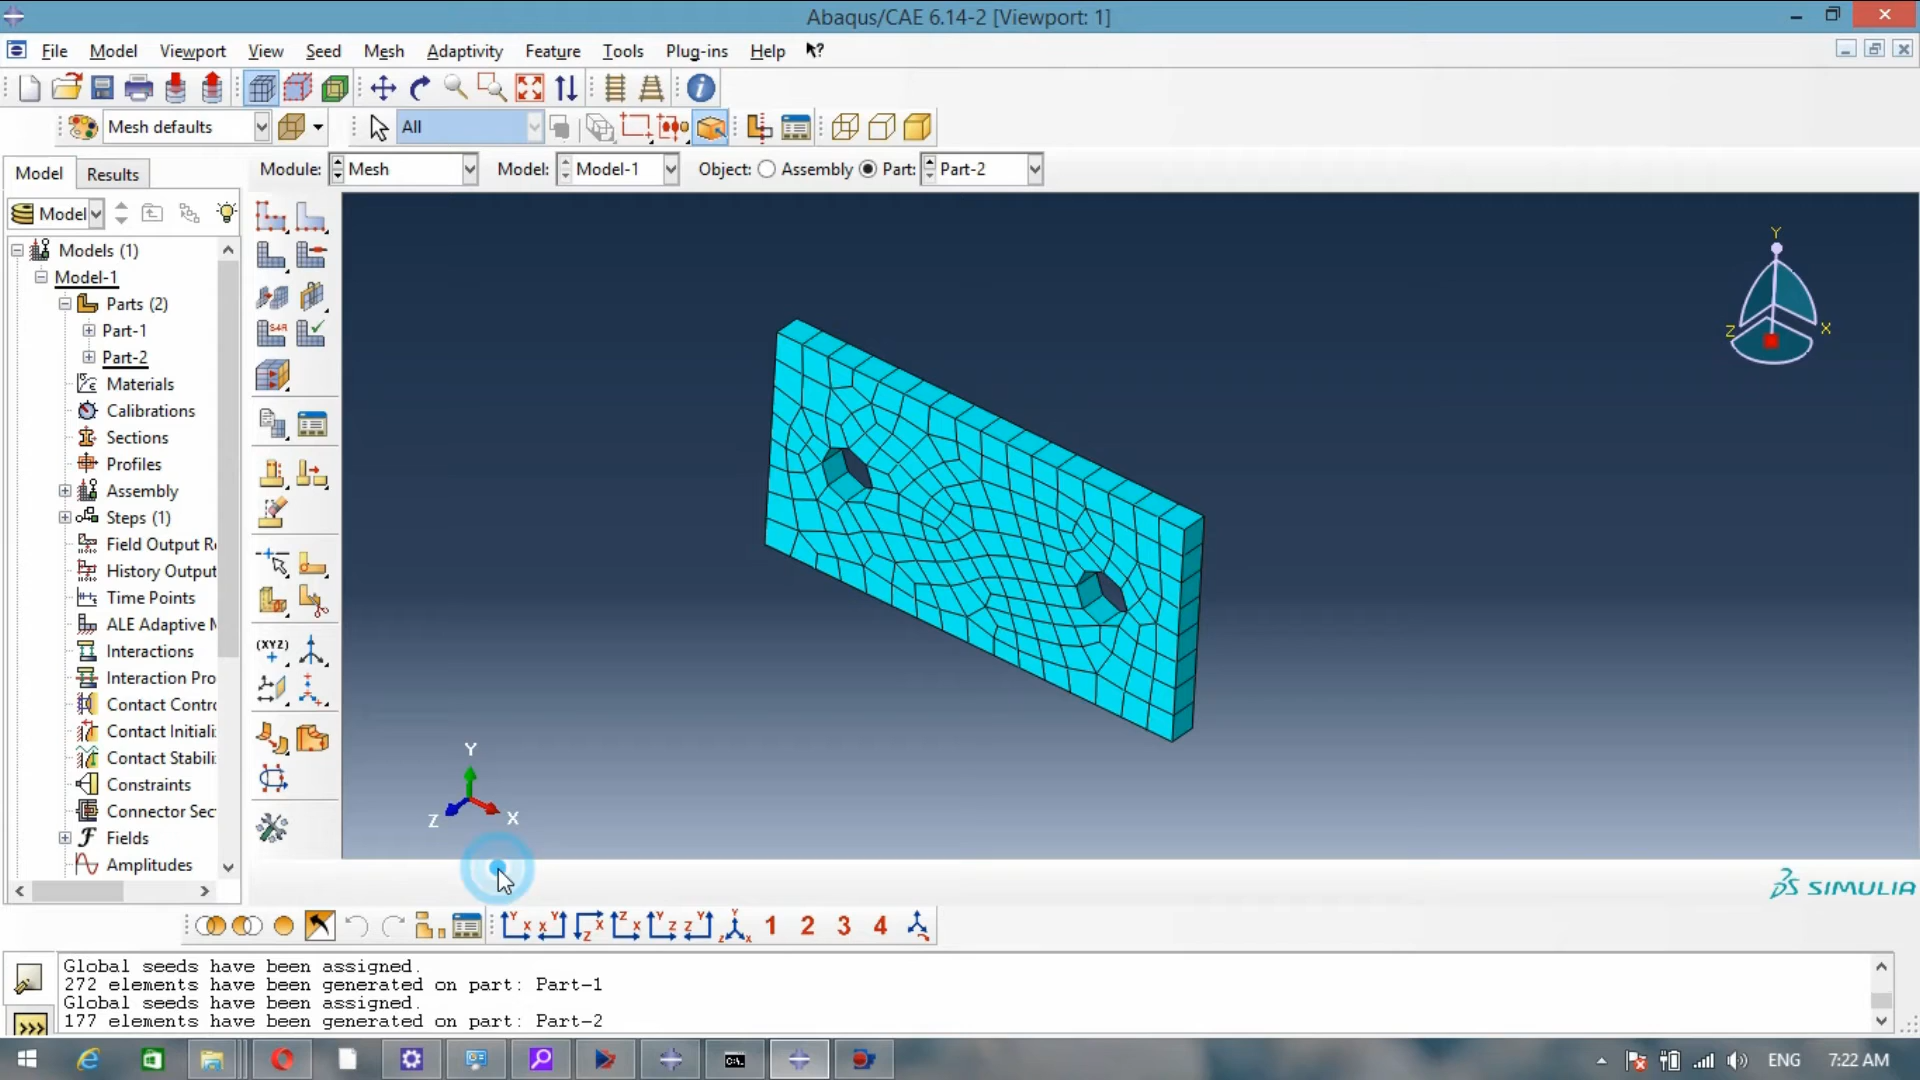 Abaqus/CAE 6.14-2 [Viewport: 1]
File Model Viewport View Seed Mesh Adaptivity Feature Tools Plug-ins Help
Mesh defaults
All
Model Results
Module: Mesh Model: Model-1 Object: Assembly Part: Part-2
Model
Models (1)
Model-1
Parts (2)
Part-1
Part-2
Materials
Calibrations
Sections
Profiles
Assembly
Steps (1)
Field Output R
History Output
Time Points
ALE Adaptive M
Interactions
Interaction Pro
Contact Contro
Contact Initiali
Contact Stabili
Constraints
Connector Sec
Fields
Amplitudes
S4R
(XYZ)
Y
Z
X
Y
Z
X
SIMULIA
1 2 3 4
Global seeds have been assigned.
272 elements have been generated on part: Part-1
Global seeds have been assigned.
177 elements have been generated on part: Part-2
>>>
ENG
7:22 AM